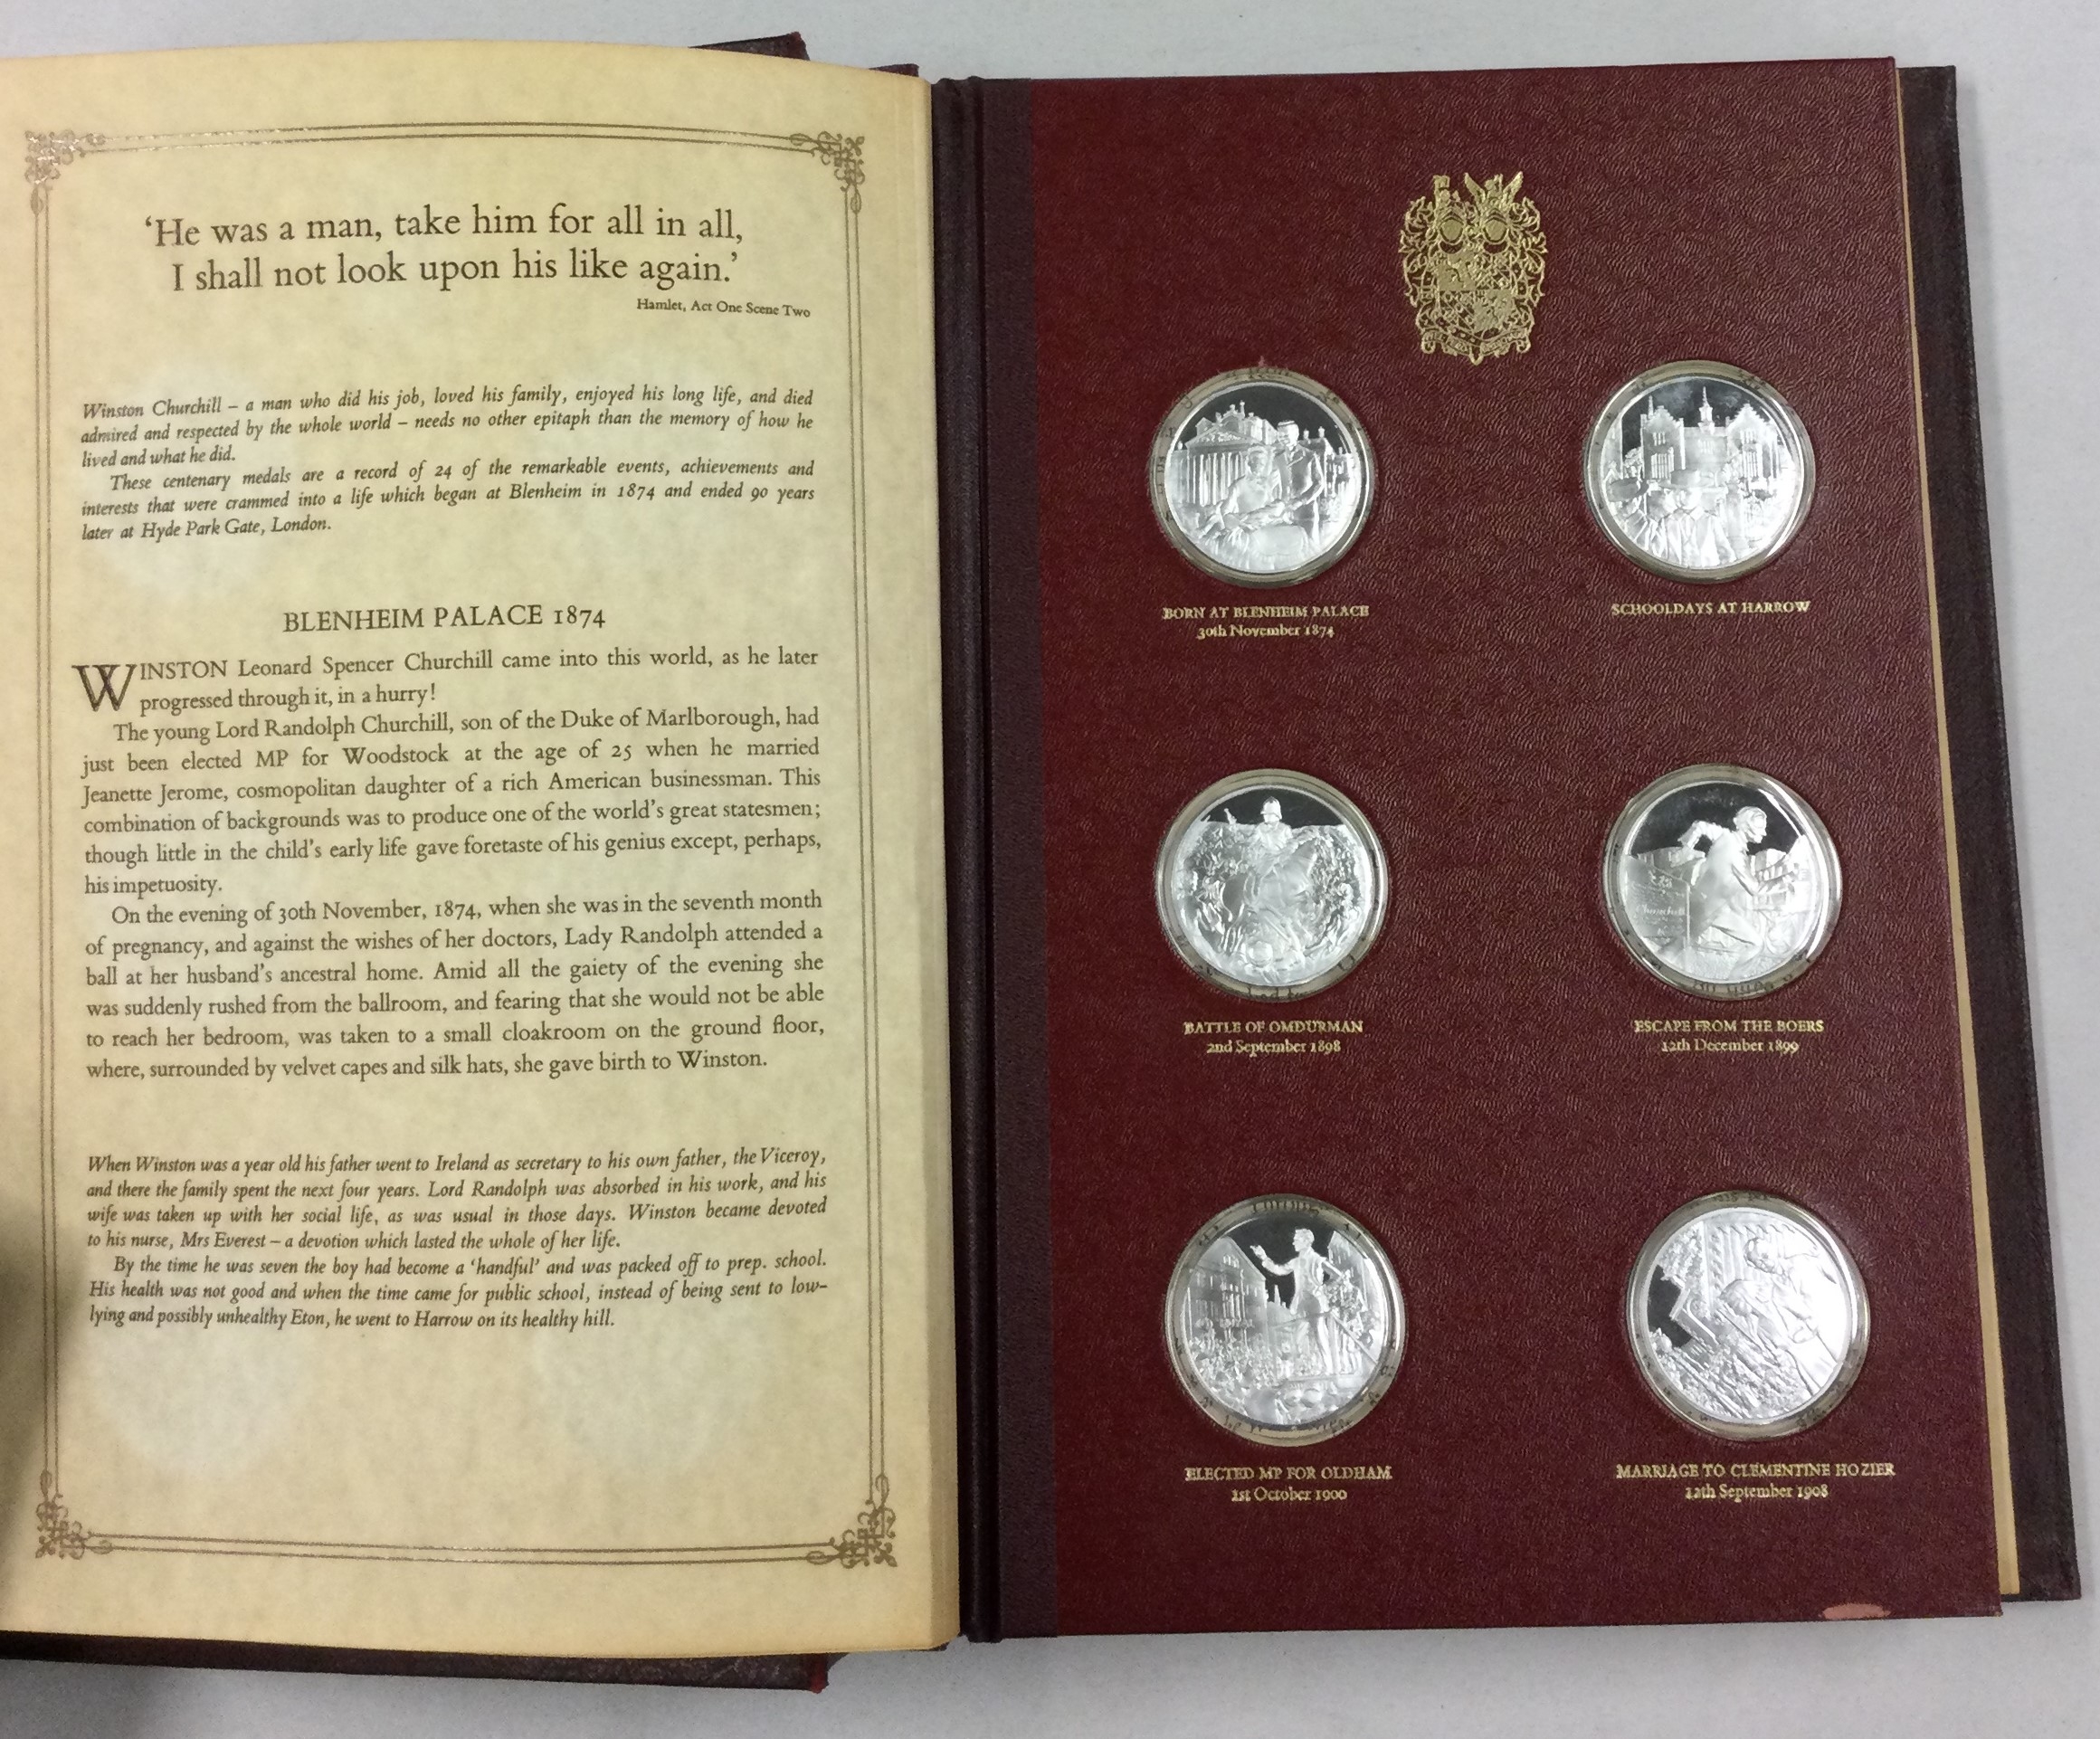 ‘He was a man, take him for all in all,
I shall not look upon his like again.’
Hamlet, Act One Scene Two
Winston Churchill – a man who did his job, loved his family, enjoyed his long life, and died
admired and respected by the whole world – needs no other epitaph than the memory of how he
lived and what he did.
These centenary medals are a record of 24 of the remarkable events, achievements and
interests that were crammed into a life which began at Blenheim in 1874 and ended 90 years
later at Hyde Park Gate, London.
BLENHEIM PALACE 1874
WINSTON Leonard Spencer Churchill came into this world, as he later
progressed through it, in a hurry!
The young Lord Randolph Churchill, son of the Duke of Marlborough, had
just been elected MP for Woodstock at the age of 25 when he married
Jeanette Jerome, cosmopolitan daughter of a rich American businessman. This
combination of backgrounds was to produce one of the world's great statesmen;
though little in the child's early life gave foretaste of his genius except, perhaps,
his impetuosity.
On the evening of 30th November, 1874, when she was in the seventh month
of pregnancy, and against the wishes of her doctors, Lady Randolph attended a
ball at her husband's ancestral home. Amid all the gaiety of the evening she
was suddenly rushed from the ballroom, and fearing that she would not be able
to reach her bedroom, was taken to a small cloakroom on the ground floor,
where, surrounded by velvet capes and silk hats, she gave birth to Winston.
When Winston was a year old his father went to Ireland as secretary to his own father, the Viceroy,
and there the family spent the next four years. Lord Randolph was absorbed in his work, and his
wife was taken up with her social life, as was usual in those days. Winston became devoted
to his nurse, Mrs Everest – a devotion which lasted the whole of her life.
By the time he was seven the boy had become a ‘handful’ and was packed off to prep. school.
His health was not good and when the time came for public school, instead of being sent to low-
lying and possibly unhealthy Eton, he went to Harrow on its healthy hill.
BORN AT BLENHEIM PALACE
30th November 1874
SCHOOLDAYS AT HARROW
BATTLE OF OMDURMAN
2nd September 1898
Churchill
ESCAPE FROM THE BOERS
12th December 1899
ELECTED MP FOR OLDHAM
1st October 1900
MARRIAGE TO CLEMENTINE HOZIER
12th September 1908